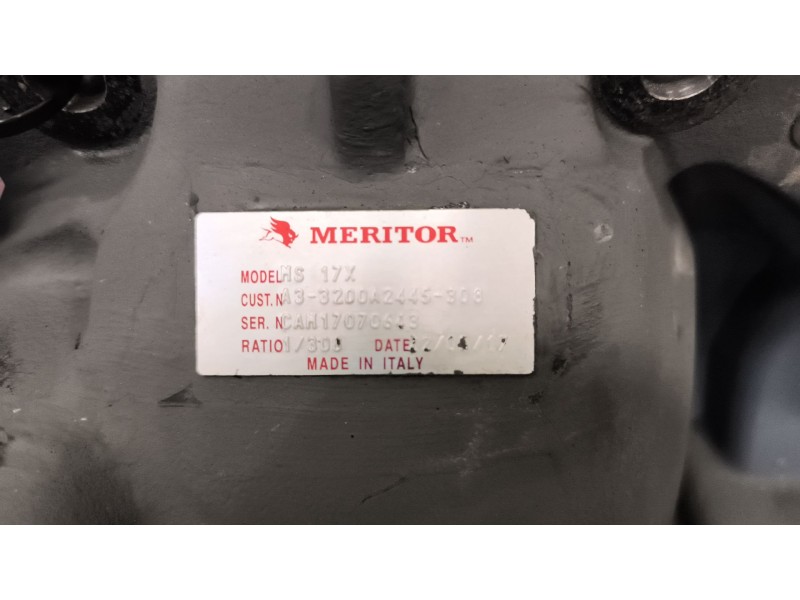 MERITOR™
MODEL MS 17X
CUST.N A3-3200A2445-308
SER. N
RATIO DATE
MADE IN ITALY